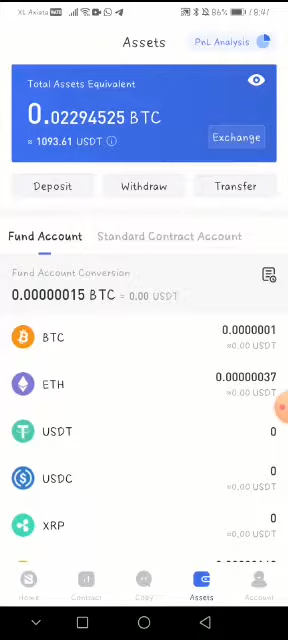 XL Axiata
86% 18:47
Assets
PnL Analysis
Total Assets Equivalent
0.02294525 BTC
≈ 1093.61 USDT
Exchange
Deposit Withdraw Transfer
Fund Account Standard Contract Account
Fund Account Conversion
0.00000015 BTC ≈ 0.00 USDT
BTC 0.0000001
≈0.00 USDT
ETH 0.00000037
≈0.00 USDT
USDT 0
USDC 0
≈0.00 USDT
XRP 0
≈0.00 USDT
Home Contract Copy Assets Account